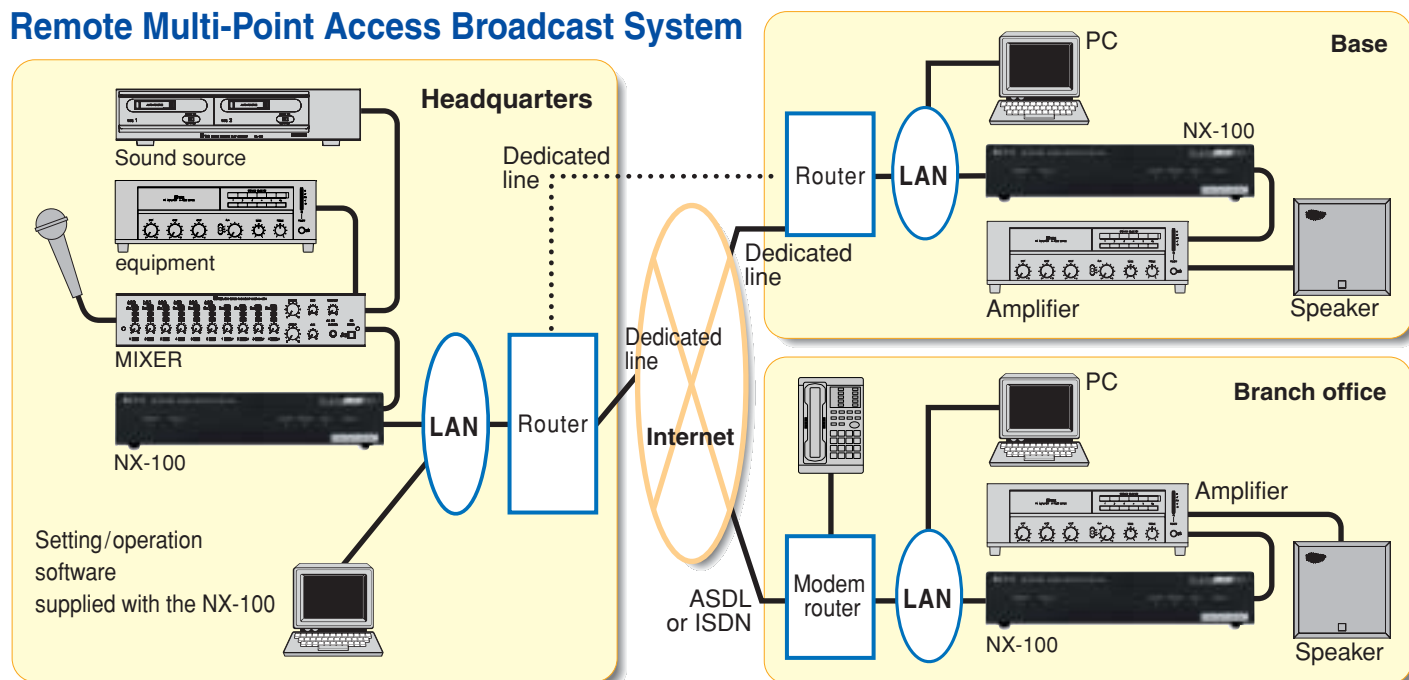 Remote Multi-Point Access Broadcast System
Headquarters
Sound source
equipment
MIXER
NX-100
LAN
Router
Setting/operation
software
supplied with the NX-100
Dedicated
line
Dedicated
line
Dedicated
line
Internet
ASDL
or ISDN
Base
PC
Router
LAN
NX-100
Amplifier
Speaker
Branch office
PC
Modem
router
LAN
Amplifier
NX-100
Speaker